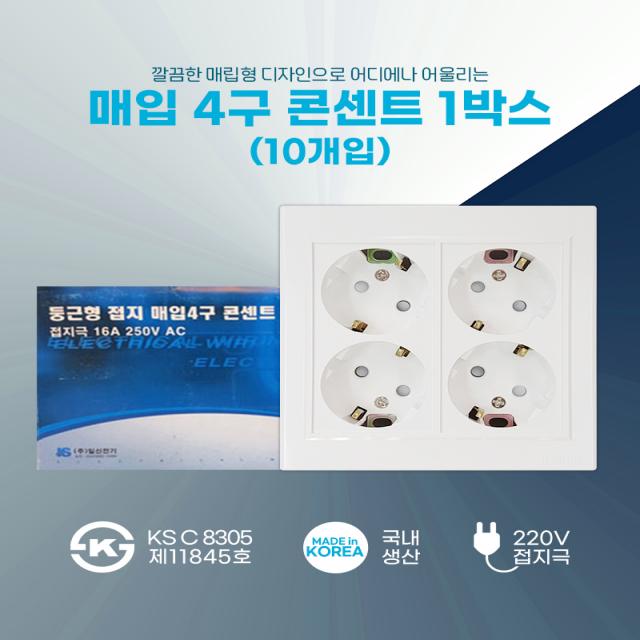 깔끔한 매립형 디자인으로 어디에나 어울리는
매입 4구 콘센트 1박스
(10개입)
둥근형 접지 매입4구 콘센트
접지극 16A 250V AC
ELECTRICAL WIRIN
ELEC
(주)일신전기
KS C 8305
제11845호
MADE in
KOREA
국내
생산
220V
접지극